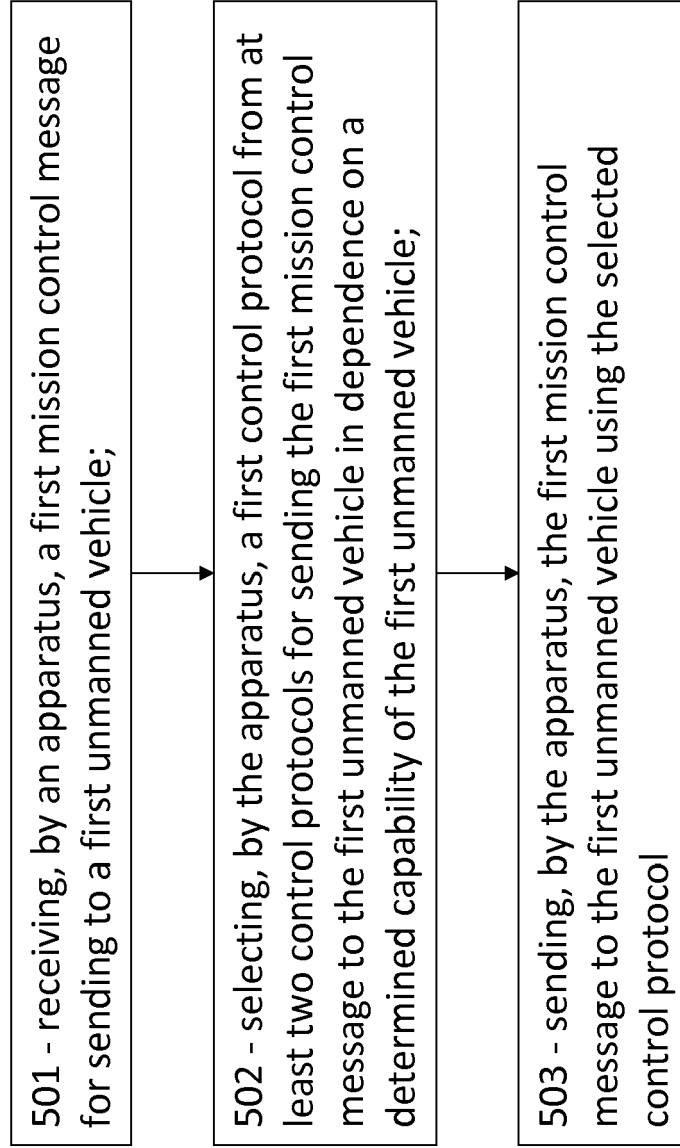 501 - receiving, by an apparatus, a first mission control message
for sending to a first unmanned vehicle;
502 - selecting, by the apparatus, a first control protocol from at
least two control protocols for sending the first mission control
message to the first unmanned vehicle in dependence on a
determined capability of the first unmanned vehicle;
503 - sending, by the apparatus, the first mission control
message to the first unmanned vehicle using the selected
control protocol